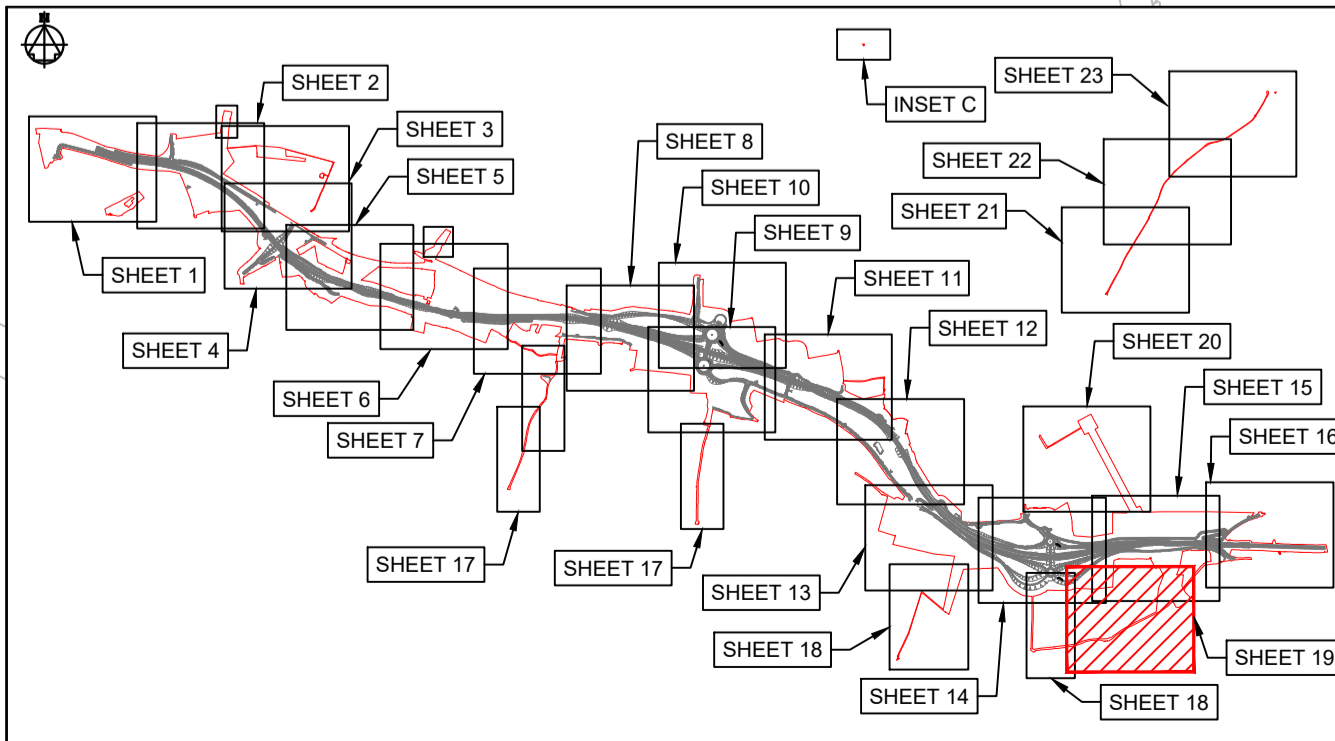 SHEET 2
SHEET 3
SHEET 5
SHEET 1
SHEET 4
SHEET 6
SHEET 7
SHEET 8
SHEET 10
SHEET 9
SHEET 11
SHEET 12
INSET C
SHEET 23
SHEET 22
SHEET 21
SHEET 20
SHEET 15
SHEET 16
SHEET 17
SHEET 17
SHEET 13
SHEET 18
SHEET 14
SHEET 18
SHEET 19